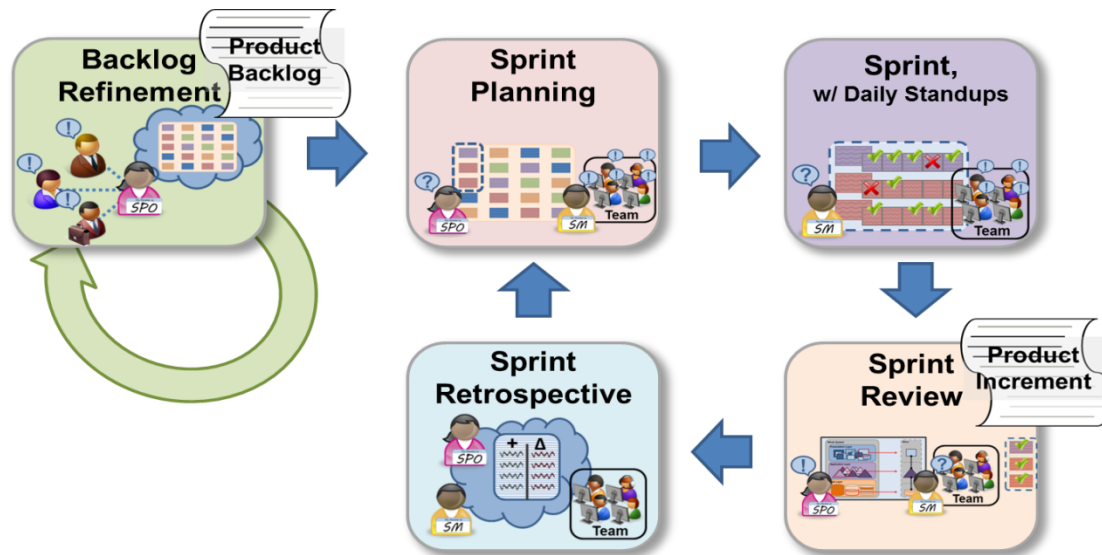 Backlog
Refinement
Product
Backlog
!
!
!
SPO
Sprint
Planning
?
SPO
SM
! ! ! !
Team
Sprint,
w/ Daily Standups
?
SM
! ! ! !
Team
Sprint
Review
Product
Increment
!
SPO
?
SM
Team
Sprint
Retrospective
+ Δ
SPO
SM
Team